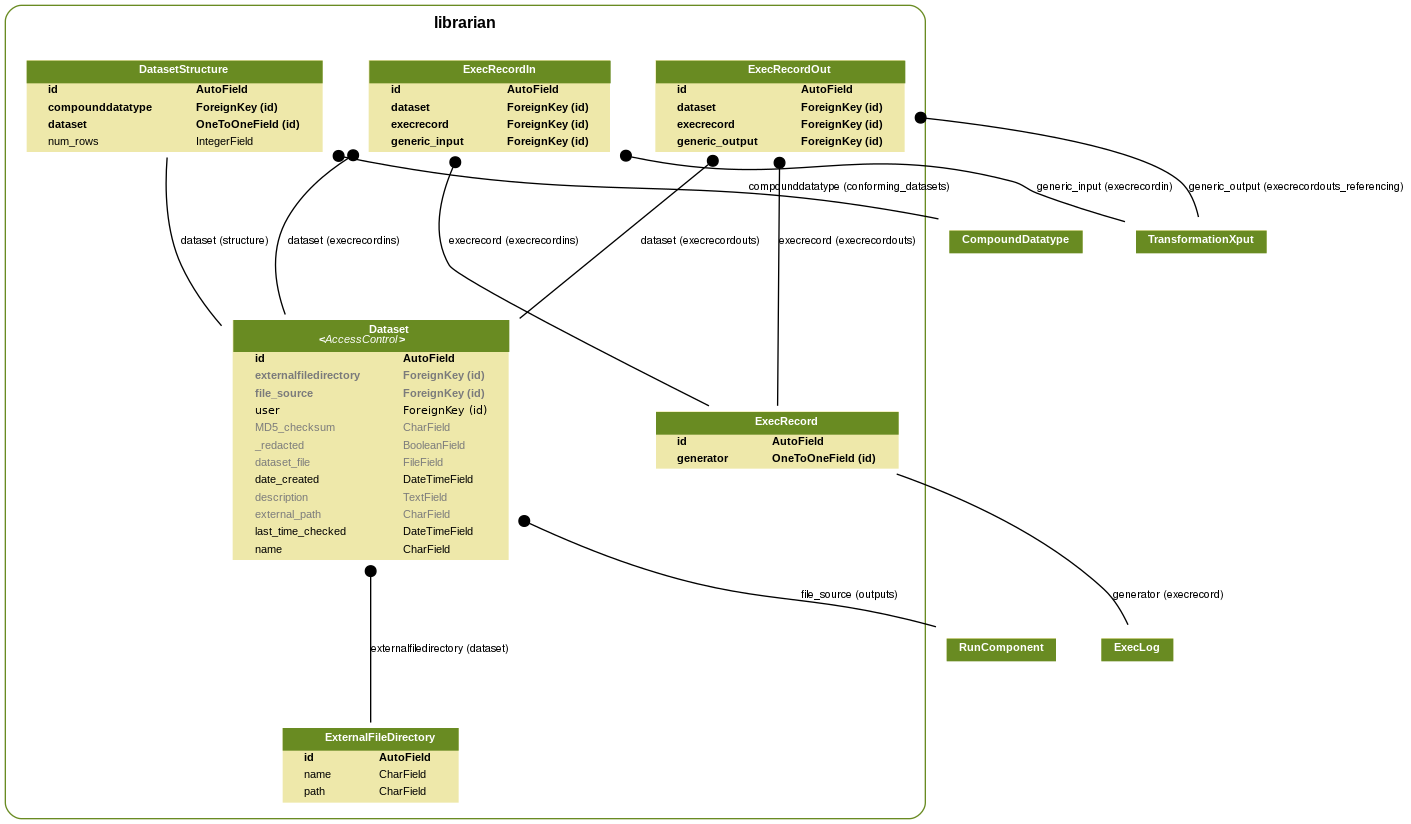 librarian
DatasetStructure
id AutoField
compounddatatype ForeignKey (id)
dataset OneToOneField (id)
num_rows IntegerField
ExecRecordIn
id AutoField
dataset ForeignKey (id)
execrecord ForeignKey (id)
generic_input ForeignKey (id)
ExecRecordOut
id AutoField
dataset ForeignKey (id)
execrecord ForeignKey (id)
generic_output ForeignKey (id)
compounddatatype (conforming_datasets)
generic_input (execrecordin)
generic_output (execrecordouts_referencing)
dataset (structure)
dataset (execrecordins)
execrecord (execrecordins)
dataset (execrecordouts)
execrecord (execrecordouts)
CompoundDatatype
TransformationXput
Dataset
<AccessControl>
id AutoField
externalfiledirectory ForeignKey (id)
file_source ForeignKey (id)
user ForeignKey (id)
MD5_checksum CharField
_redacted BooleanField
dataset_file FileField
date_created DateTimeField
description TextField
external_path CharField
last_time_checked DateTimeField
name CharField
ExecRecord
id AutoField
generator OneToOneField (id)
file_source (outputs)
generator (execrecord)
externalfiledirectory (dataset)
RunComponent
ExecLog
ExternalFileDirectory
id AutoField
name CharField
path CharField